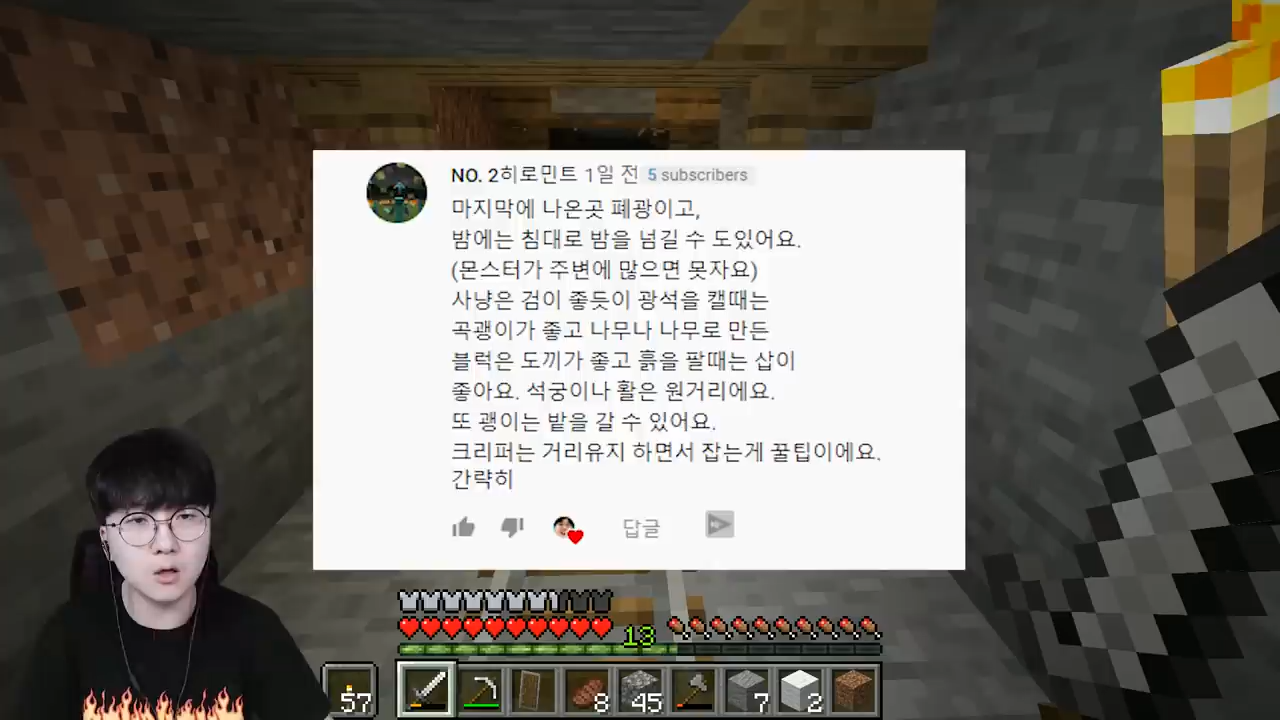 NO. 2히로민트 1일 전 5 subscribers
마지막에 나온곳 폐광이고,
밤에는 침대로 밤을 넘길 수 도있어요.
(몬스터가 주변에 많으면 못자요)
사냥은 검이 좋듯이 광석을 캘때는
곡괭이가 좋고 나무나 나무로 만든
블럭은 도끼가 좋고 흙을 팔때는 삽이
좋아요. 석궁이나 활은 원거리에요.
또 괭이는 밭을 갈 수 있어요.
크리퍼는 거리유지 하면서 잡는게 꿀팁이에요.
간략히
답글
13
57 8 45 7 2